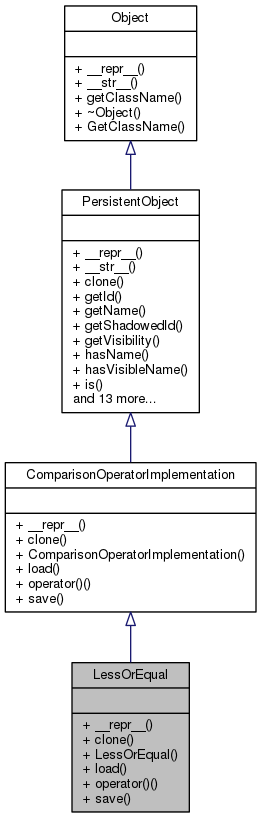 Object
+ __repr__()
+ __str__()
+ getClassName()
+ ~Object()
+ GetClassName()
PersistentObject
+ __repr__()
+ __str__()
+ clone()
+ getId()
+ getName()
+ getShadowedId()
+ getVisibility()
+ hasName()
+ hasVisibleName()
+ is()
and 13 more...
ComparisonOperatorImplementation
+ __repr__()
+ clone()
+ ComparisonOperatorImplementation()
+ load()
+ operator()()
+ save()
LessOrEqual
+ __repr__()
+ clone()
+ LessOrEqual()
+ load()
+ operator()()
+ save()